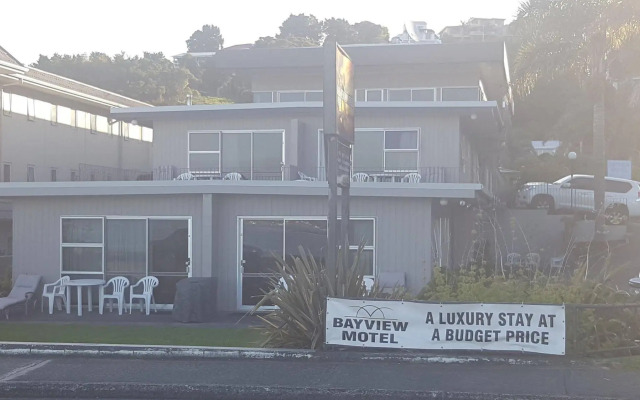 BAYVIEW
MOTEL
A LUXURY STAY AT
A BUDGET PRICE